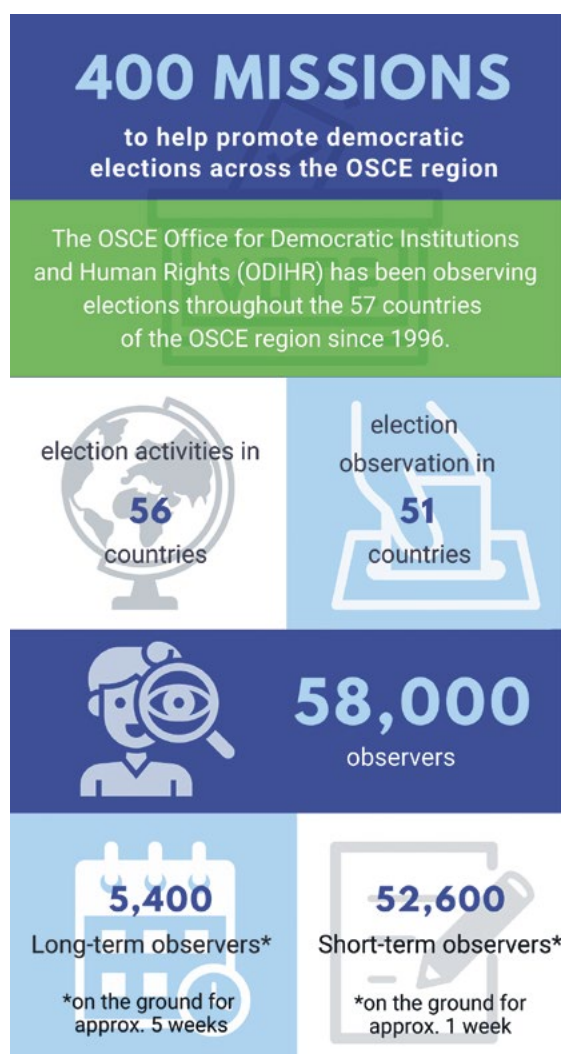 400 MISSIONS
to help promote democratic
elections across the OSCE region
The OSCE Office for Democratic Institutions
and Human Rights (ODIHR) has been observing
elections throughout the 57 countries
of the OSCE region since 1996.
VOTE
election activities in
56
countries
election
observation in
51
countries
58,000
observers
5,400
Long-term observers*
*on the ground for
approx. 5 weeks
52,600
Short-term observers*
*on the ground for
approx. 1 week